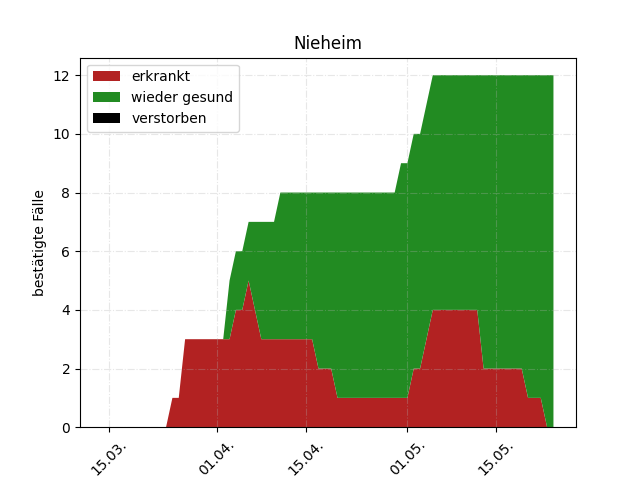 Nieheim
erkrankt
wieder gesund
verstorben
bestätigte Fälle
12
10
8
6
4
2
0
15.03.
01.04.
15.04.
01.05.
15.05.